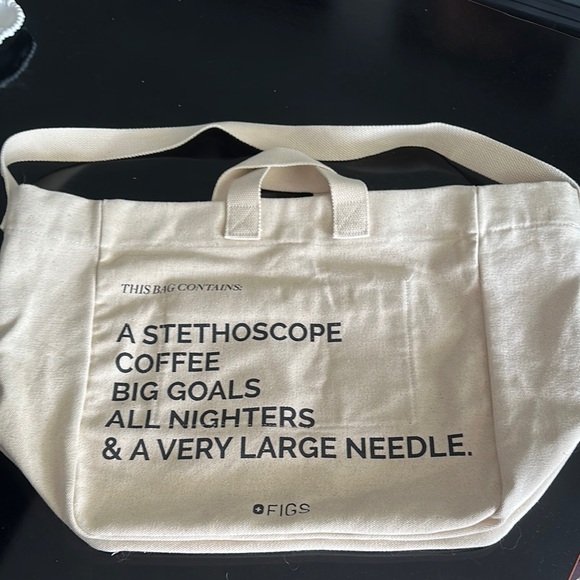 THIS BAG CONTAINS:
A STETHOSCOPE
COFFEE
BIG GOALS
ALL NIGHTERS
& A VERY LARGE NEEDLE.
FIGS